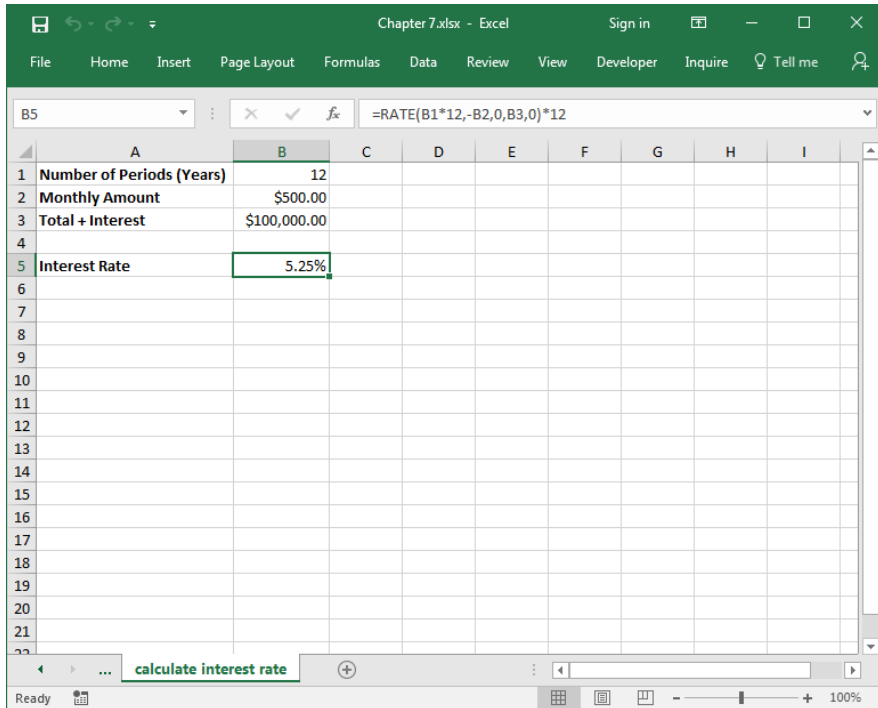 Chapter 7.xlsx - Excel Sign in
File Home Insert Page Layout Formulas Data Review View Developer Inquire Tell me
B5 fx =RATE(B1*12,-B2,0,B3,0)*12
A B C D E F G H I
1 Number of Periods (Years) 12
2 Monthly Amount $500.00
3 Total + Interest $100,000.00
4
5 Interest Rate 5.25%
6
7
8
9
10
11
12
13
14
15
16
17
18
19
20
21
22
... calculate interest rate
Ready 100%